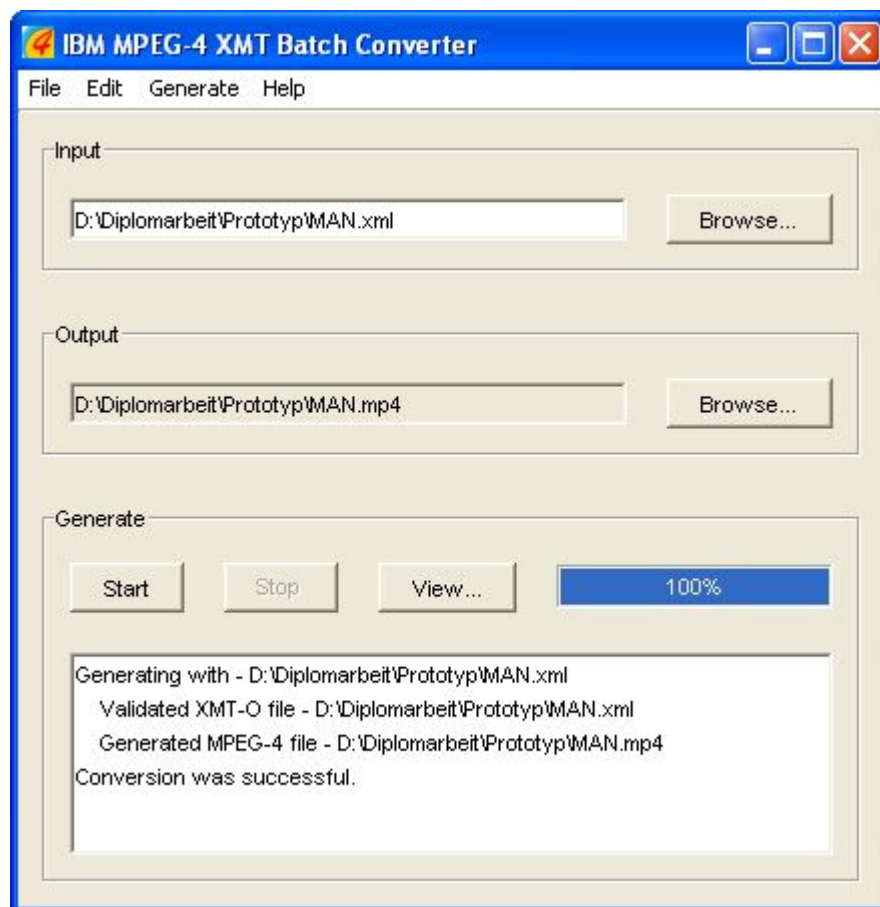 IBM MPEG-4 XMT Batch Converter
File Edit Generate Help
Input
D:\Diplomarbeit\Prototyp\MAN.xml
Browse...
Output
D:\Diplomarbeit\Prototyp\MAN.mp4
Browse...
Generate
Start Stop View... 100%
Generating with - D:\Diplomarbeit\Prototyp\MAN.xml
Validated XMT-O file - D:\Diplomarbeit\Prototyp\MAN.xml
Generated MPEG-4 file - D:\Diplomarbeit\Prototyp\MAN.mp4
Conversion was successful.